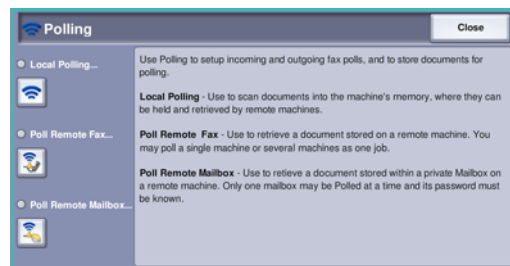 Polling
Close
Local Polling...
Poll Remote Fax...
Poll Remote Mailbox...
Use Polling to setup incoming and outgoing fax polls, and to store documents for
polling.
Local Polling - Use to scan documents into the machine's memory, where they can
be held and retrieved by remote machines.
Poll Remote Fax - Use to retrieve a document stored on a remote machine. You
may poll a single machine or several machines as one job.
Poll Remote Mailbox - Use to retieve a document stored within a private Mailbox on
a remote machine. Only one mailbox may be Polled at a time and its password must
be known.